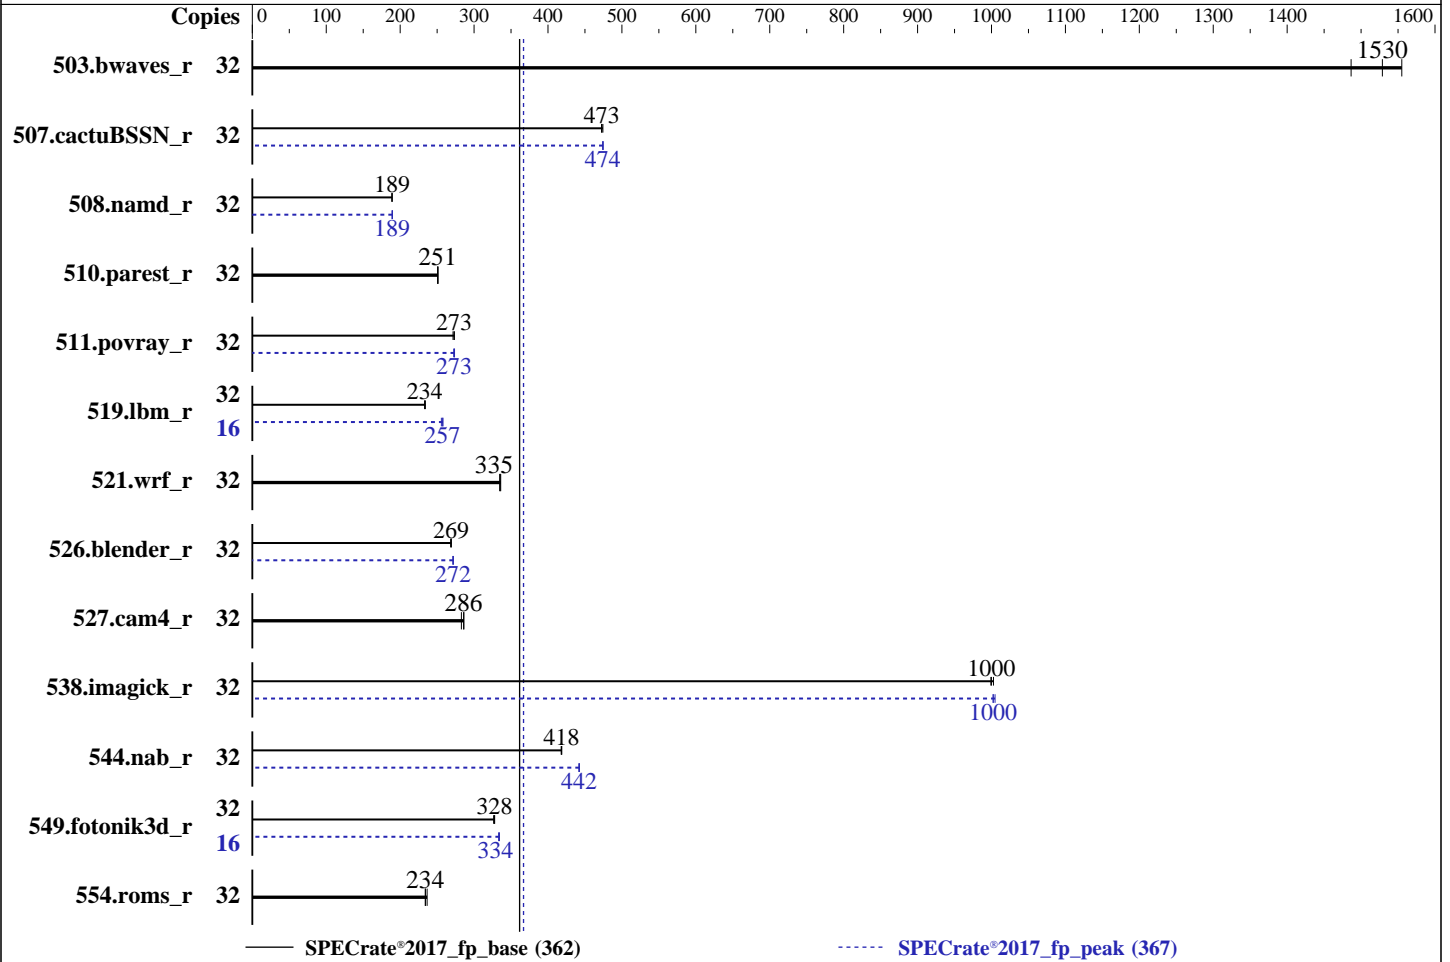 Copies 0 100 200 300 400 500 600 700 800 900 1000 1100 1200 1300 1400 1600
503.bwaves_r 32 1530
507.cactuBSSN_r 32 473
474
508.namd_r 32 189
189
510.parest_r 32 251
511.povray_r 32 273
273
519.lbm_r 32 234
16 257
521.wrf_r 32 335
526.blender_r 32 269
272
527.cam4_r 32 286
538.imagick_r 32 1000
1000
544.nab_r 32 418
442
549.fotonik3d_r 32 328
16 334
554.roms_r 32 234
SPECrate®2017_fp_base (362) SPECrate®2017_fp_peak (367)